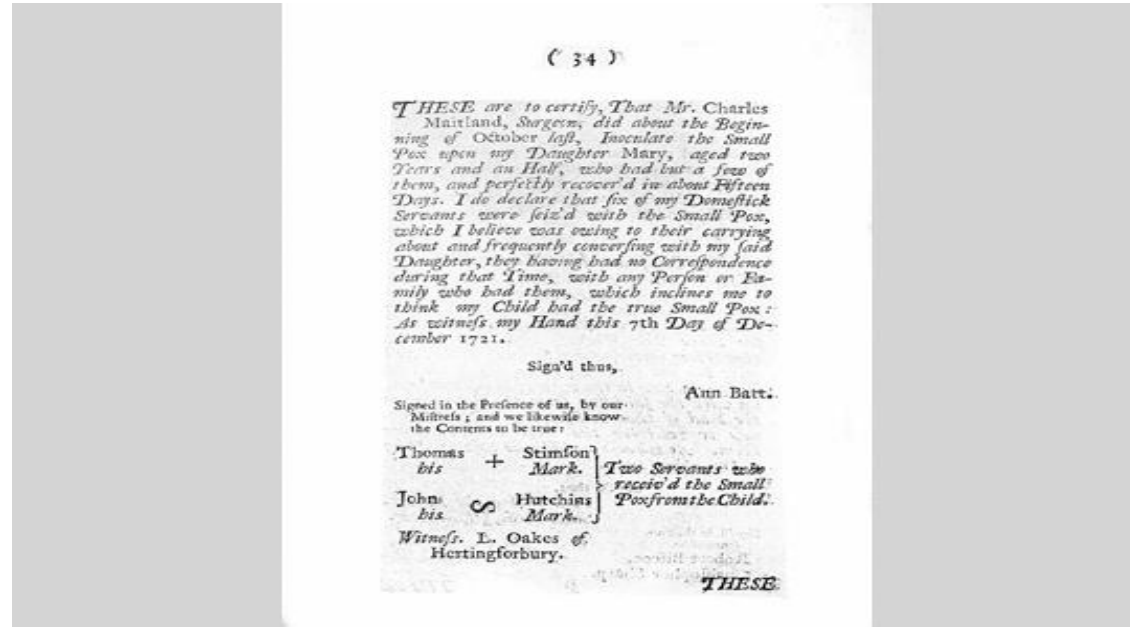 ( 34 )
THESE are to certify, That Mr. Charles
Maitland, Surgeon, did about the Begin-
ning of October laſt, Inoculate the Small
Pox upon my Daughter Mary, aged two
Years and an Half, who had but a few of
them, and perfectly recover'd in about Fifteen
Days. I do declare that ſix of my Domeſtick
Servants were ſeiz'd with the Small Pox,
which I believe was owing to their carrying
about and frequently converſing with my ſaid
Daughter, they having had no Correſpondence
during that Time, with any Perſon or Fa-
mily who had them, which inclines me to
think my Child had the true Small Pox :
As witneſs my Hand this 7th Day of De-
cember 1721.
Sign'd thus,
Ann Batt.
Signed in the Preſence of us, by our
Miſtreſs ; and we likewiſe know
the Contents to be true:
Thomas + Stimſon
his Mark.
John S Hutchins
his Mark.
Two Servants who
receiv'd the Small
Pox from the Child.
Witneſs. L. Oakes of
Hertingforbury.
THESE